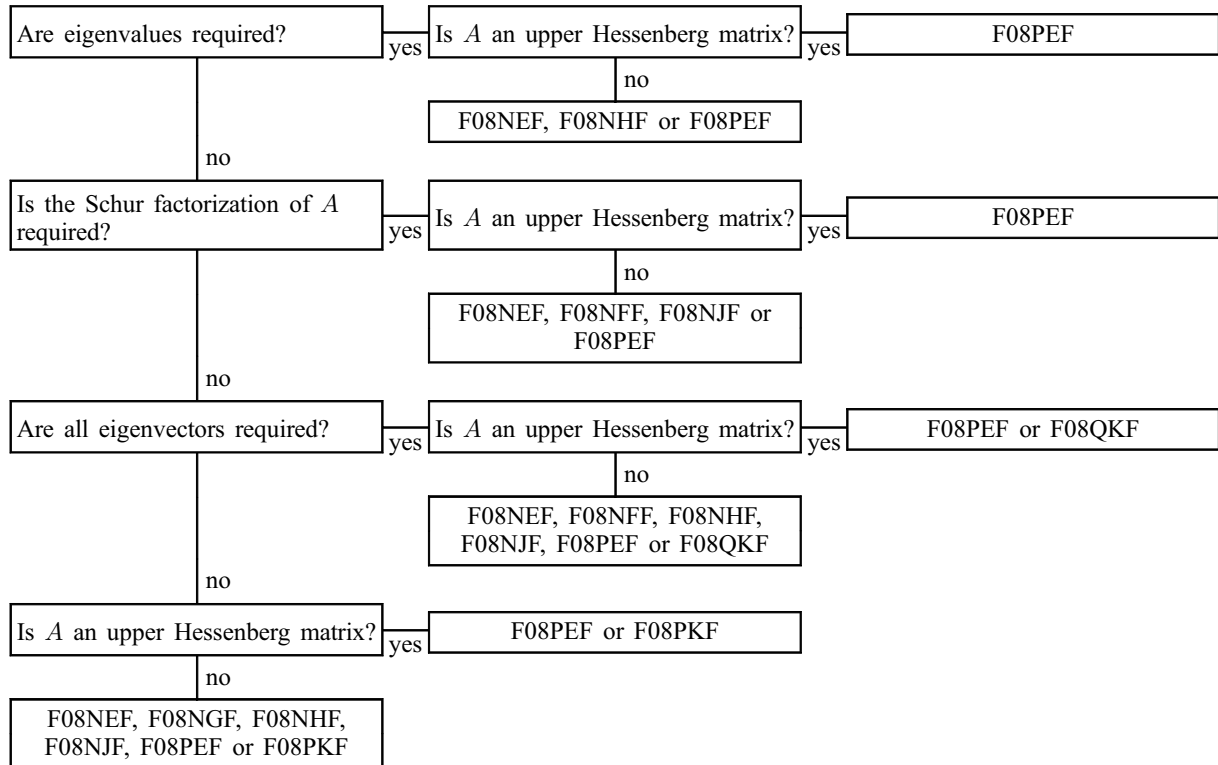 Are eigenvalues required?
yes
Is A an upper Hessenberg matrix?
yes
F08PEF
no
F08NEF, F08NHF or F08PEF
no
Is the Schur factorization of A
required?
yes
Is A an upper Hessenberg matrix?
yes
F08PEF
no
F08NEF, F08NFF, F08NJF or
F08PEF
no
Are all eigenvectors required?
yes
Is A an upper Hessenberg matrix?
yes
F08PEF or F08QKF
no
F08NEF, F08NFF, F08NHF,
F08NJF, F08PEF or F08QKF
no
Is A an upper Hessenberg matrix?
yes
F08PEF or F08PKF
no
F08NEF, F08NGF, F08NHF,
F08NJF, F08PEF or F08PKF